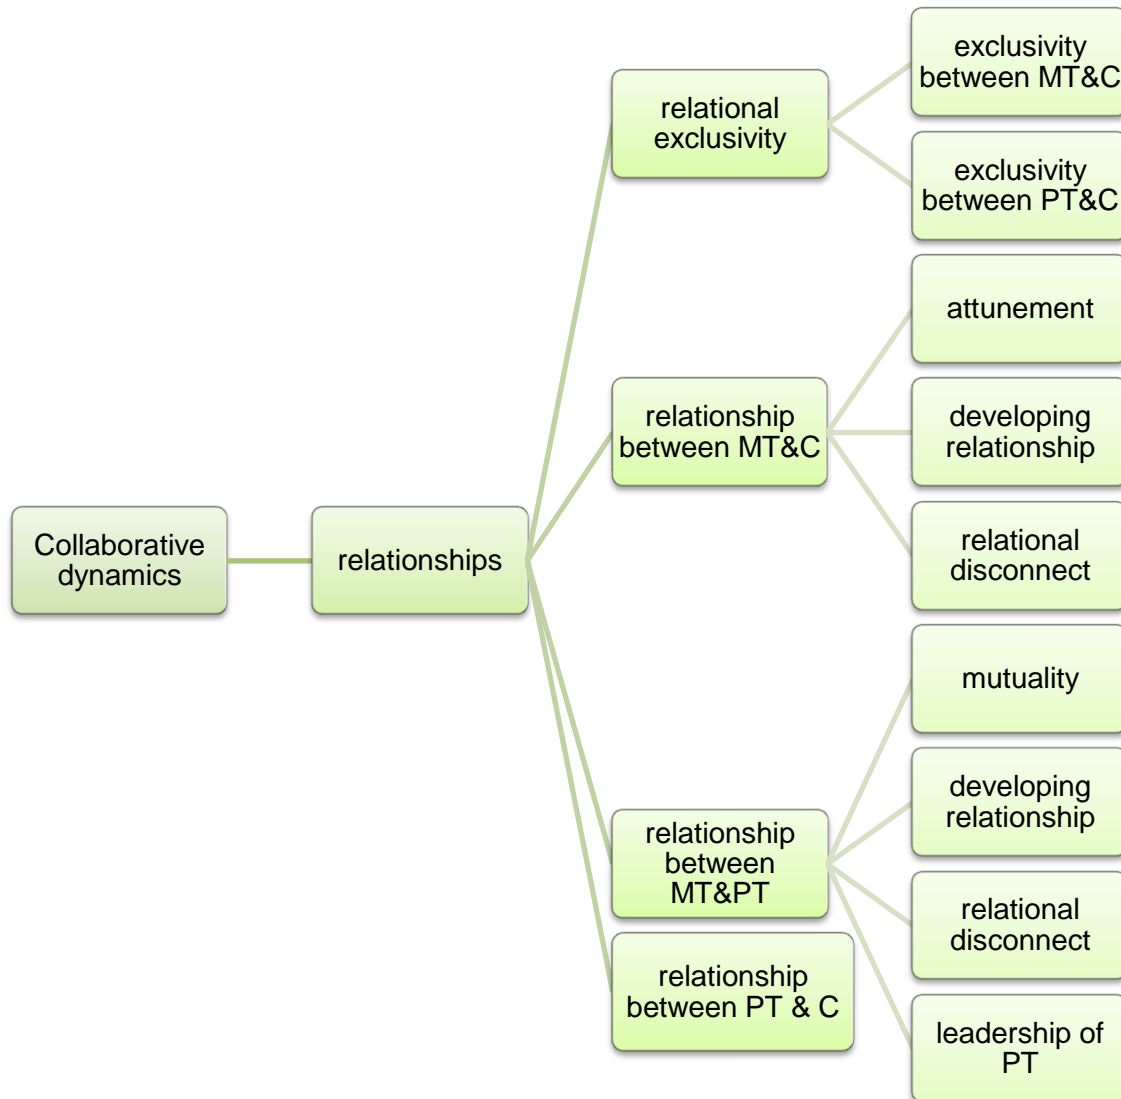 Collaborative
dynamics
relationships
relational
exclusivity
exclusivity
between MT&C
exclusivity
between PT&C
relationship
between MT&C
attunement
developing
relationship
relational
disconnect
relationship
between
MT&PT
mutuality
developing
relationship
relational
disconnect
leadership of
PT
relationship
between PT & C